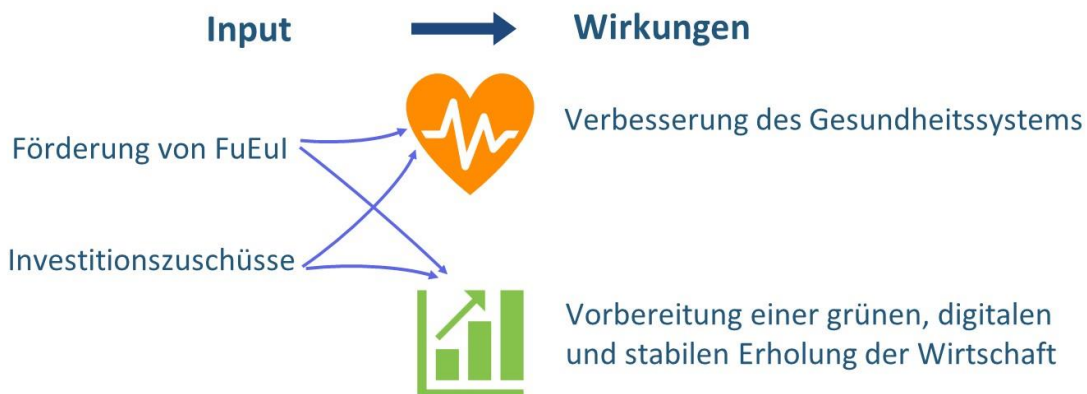 Input
Wirkungen
Förderung von FuEuI
Verbesserung des Gesundheitssystems
Investitionszuschüsse
Vorbereitung einer grünen, digitalen
und stabilen Erholung der Wirtschaft